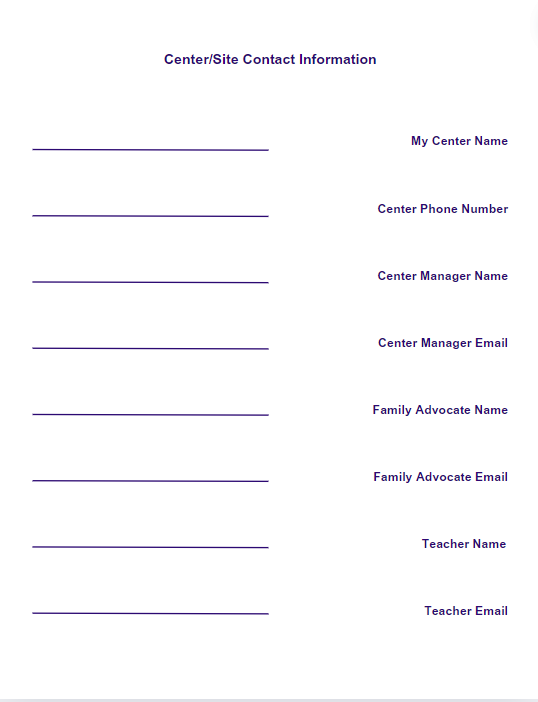 Center/Site Contact Information
My Center Name
Center Phone Number
Center Manager Name
Center Manager Email
Family Advocate Name
Family Advocate Email
Teacher Name
Teacher Email